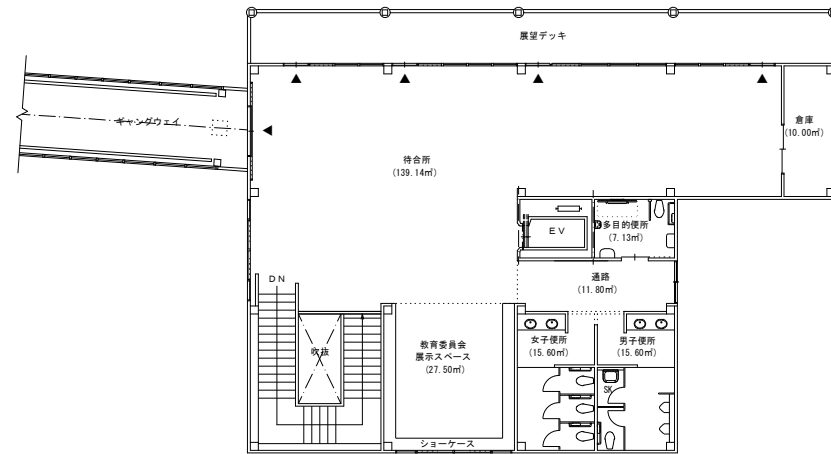 展望デッキ
ギャングウェイ
倉庫
(10.00㎡)
待合所
(139.14㎡)
EV
多目的便所
(7.13㎡)
通路
(11.80㎡)
DN
吹抜
教育委員会
展示スペース
(27.50㎡)
女子便所
(15.60㎡)
男子便所
(15.60㎡)
SK
ショーケース